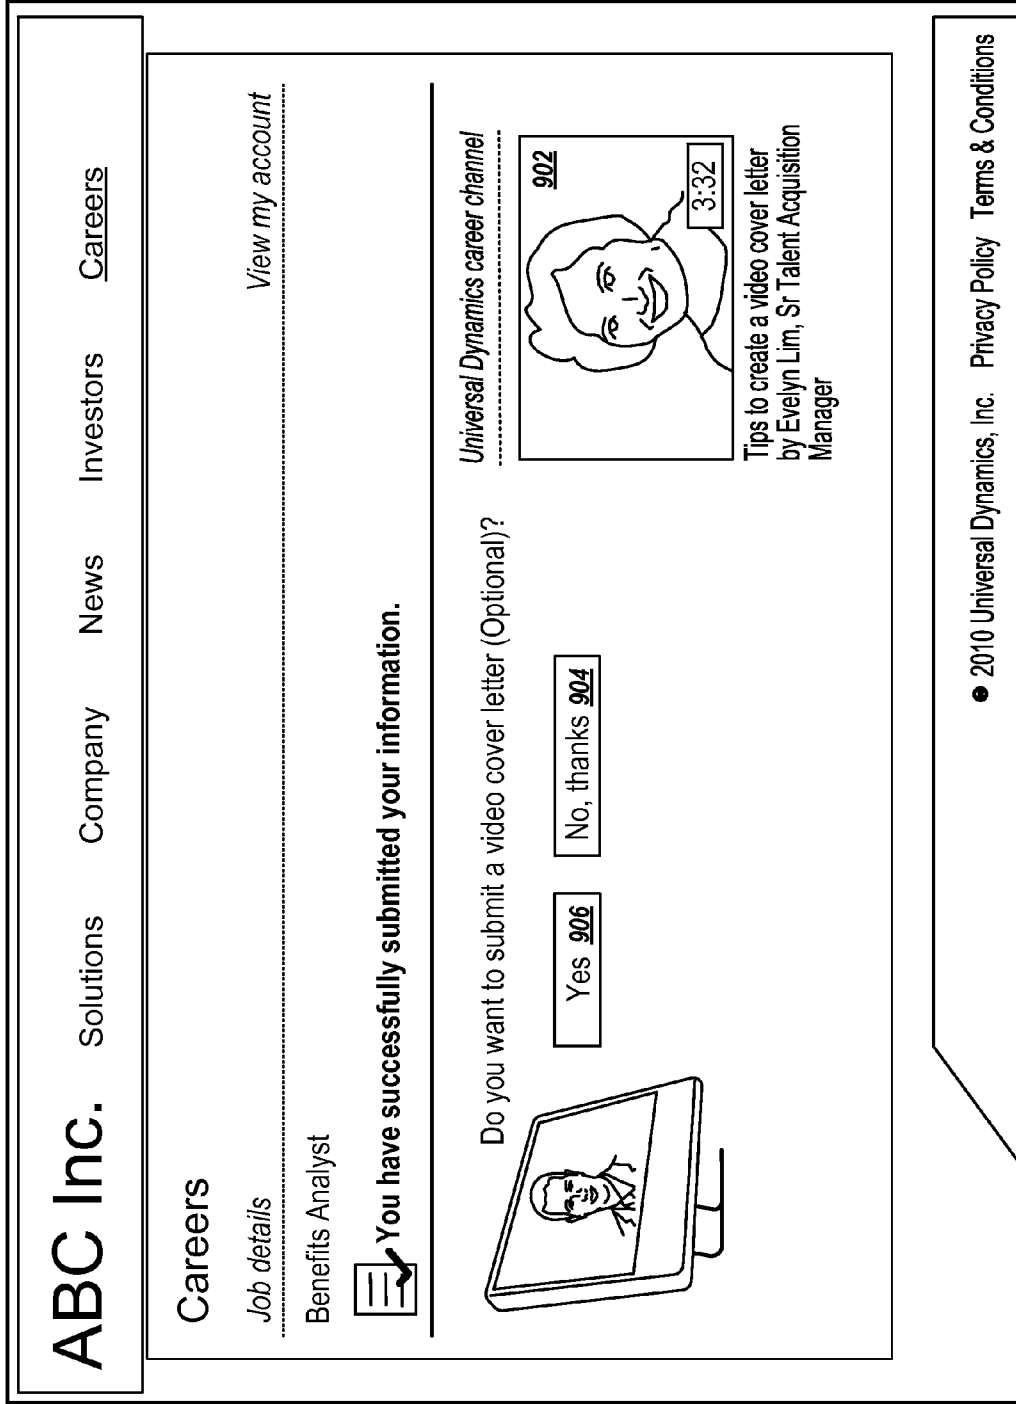 ABC Inc. Solutions Company News Investors Careers
Careers
Job details View my account
Benefits Analyst
You have successfully submitted your information.
Do you want to submit a video cover letter (Optional)?
Yes 906 No, thanks 904
Universal Dynamics career channel
902
3:32
Tips to create a video cover letter
by Evelyn Lim, Sr Talent Acquisition
Manager
● 2010 Universal Dynamics, Inc. Privacy Policy Terms & Conditions